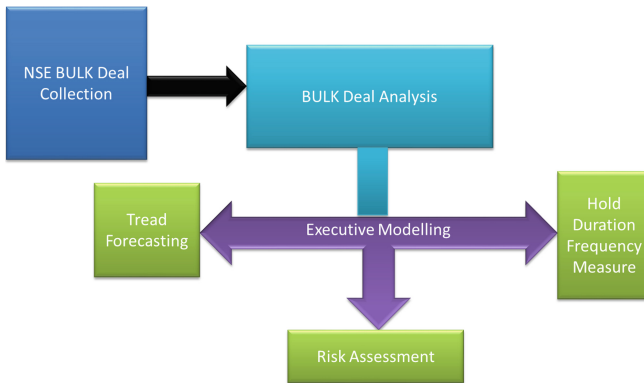 NSE BULK Deal
Collection
BULK Deal Analysis
Tread
Forecasting
Executive Modelling
Hold
Duration
Frequency
Measure
Risk Assessment